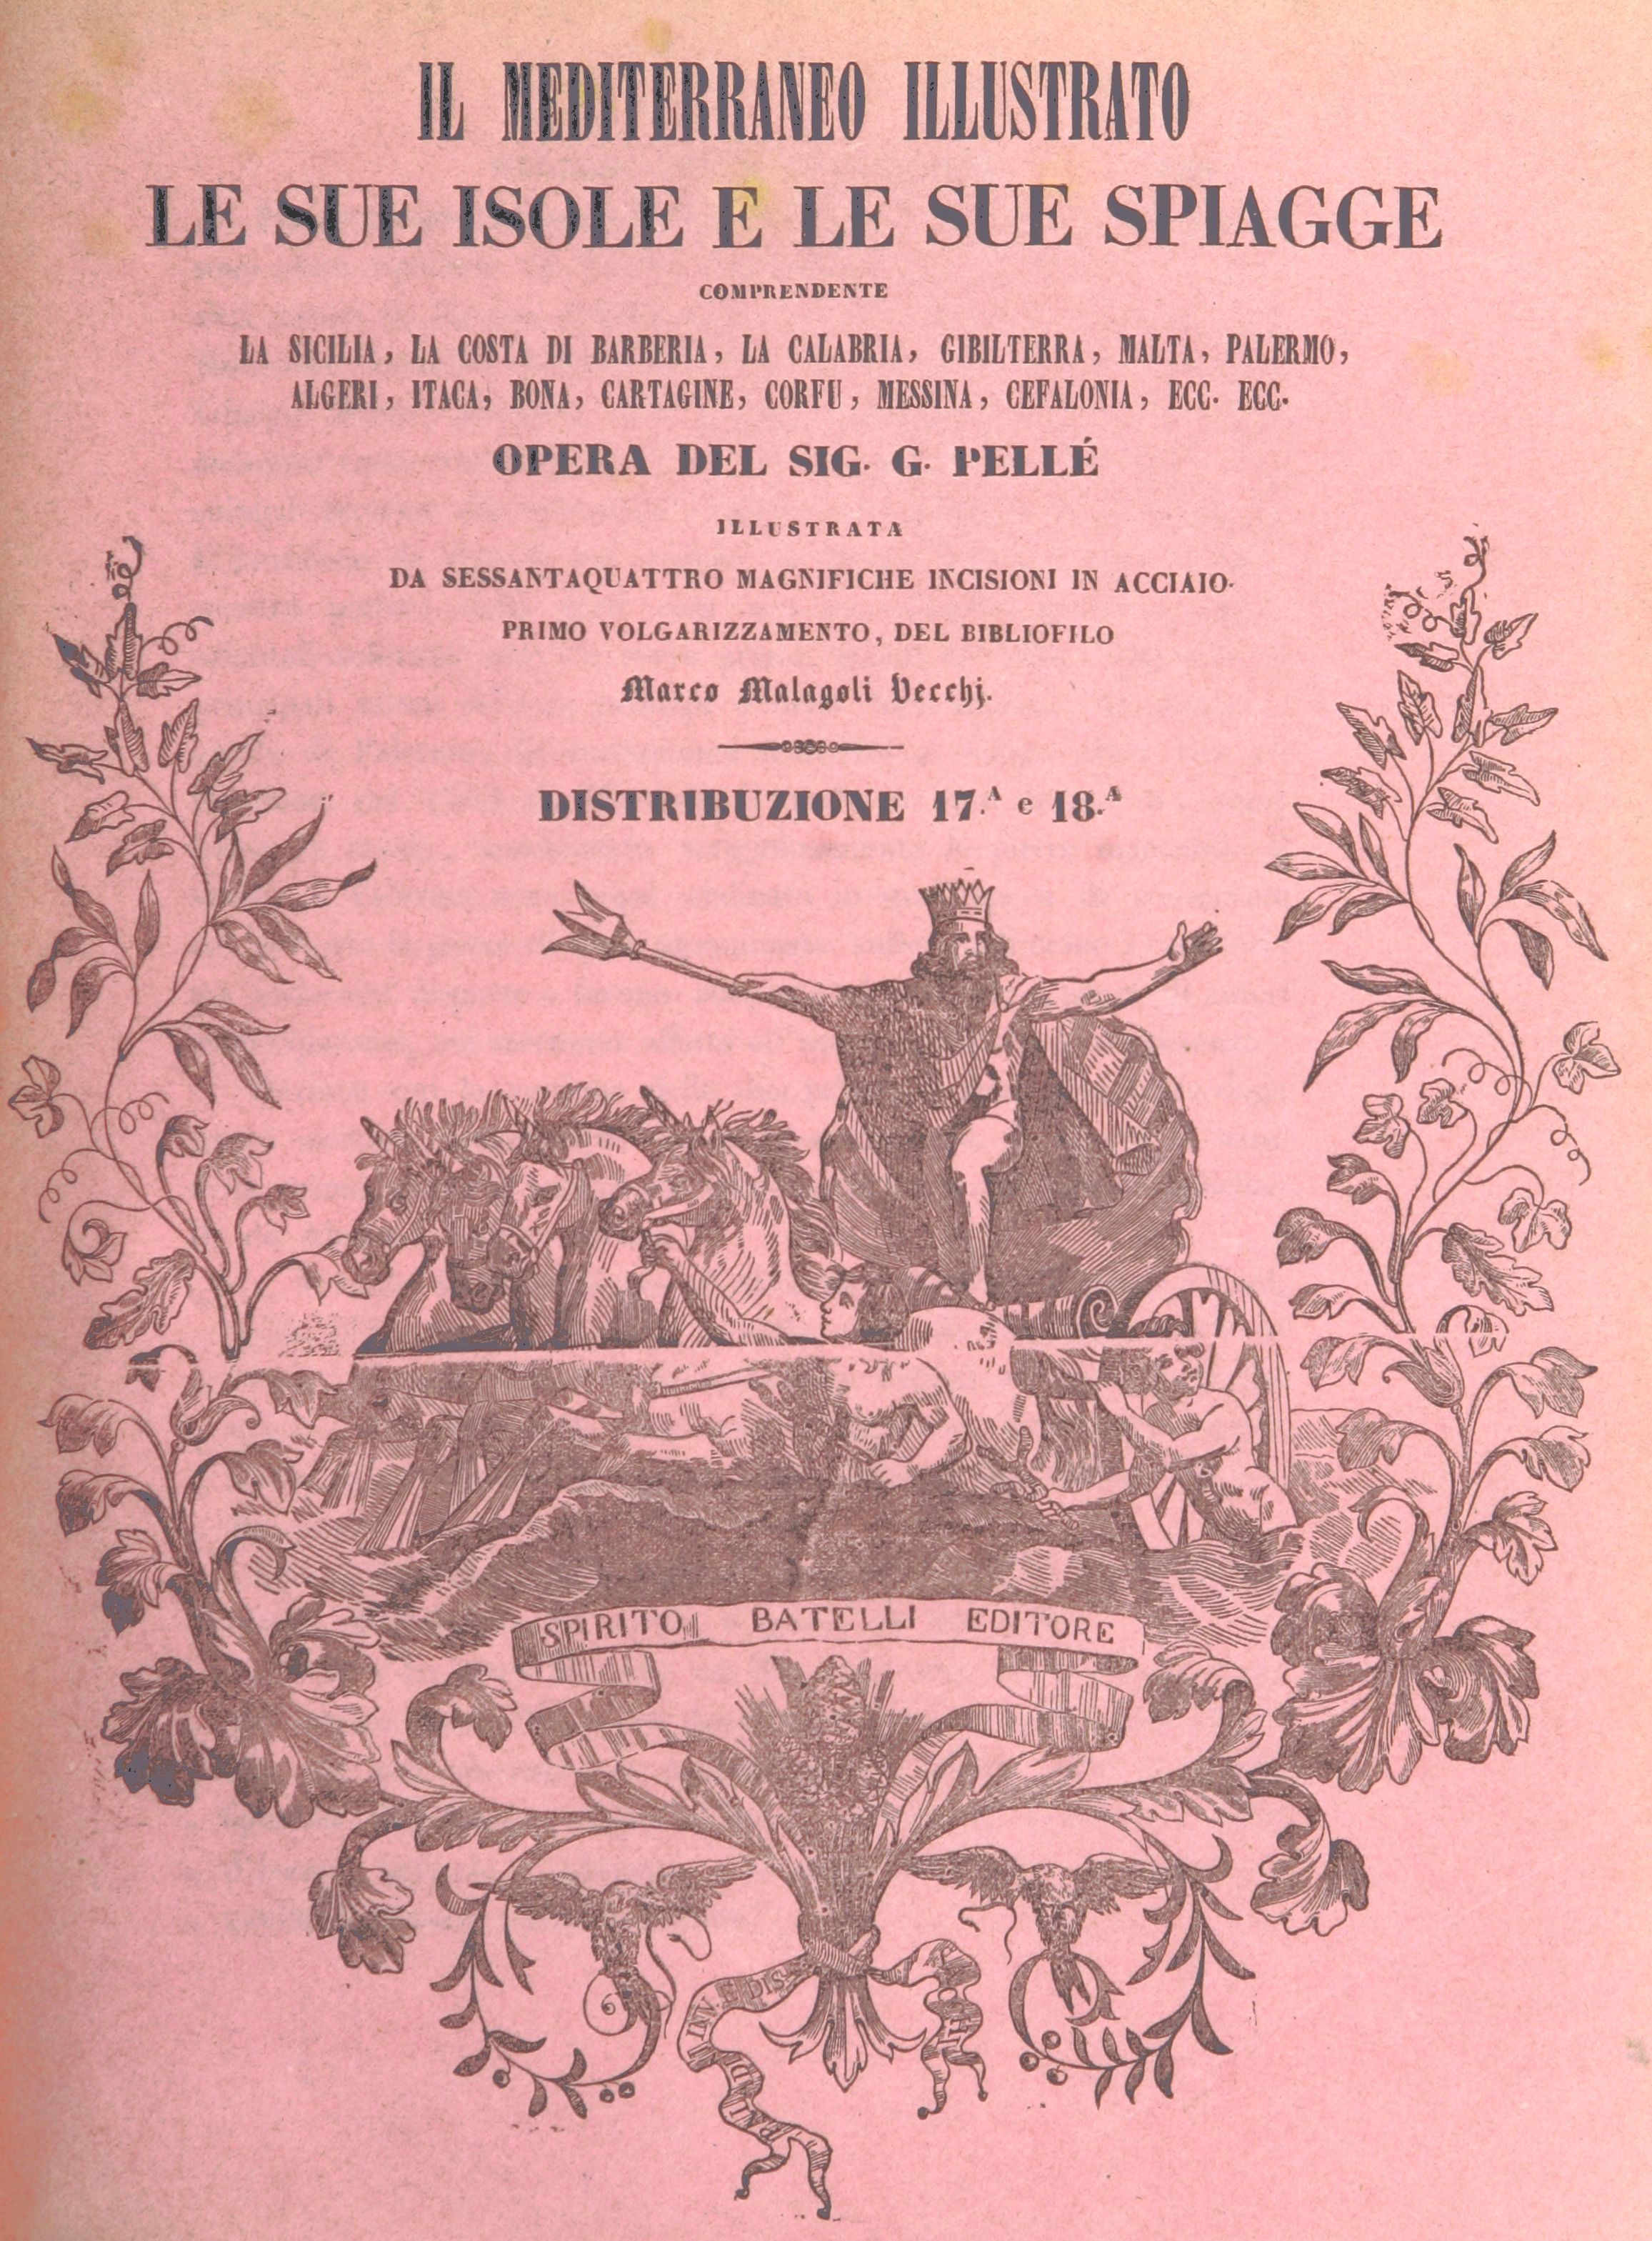 IL MEDITERRANEO ILLUSTRATO
LE SUE ISOLE E LE SUE SPIAGGE
COMPRENDENTE
LA SICILIA, LA COSTA DI BARBERIA, LA CALABRIA, GIBILTERRA, MALTA, PALERMO,
ALGERI, ITACA, BONA, CARTAGINE, CORFU, MESSINA, CEFALONIA, ECC. ECC.
OPERA DEL SIG. G. PELLÉ
ILLUSTRATA
DA SESSANTAQUATTRO MAGNIFICHE INCISIONI IN ACCIAIO.
PRIMO VOLGARIZZAMENTO, DEL BIBLIOFILO
Marco Malagoli Vecchj.
DISTRIBUZIONE 17.A e 18.A
SPIRITO BATELLI EDITORE
INV E DIS.